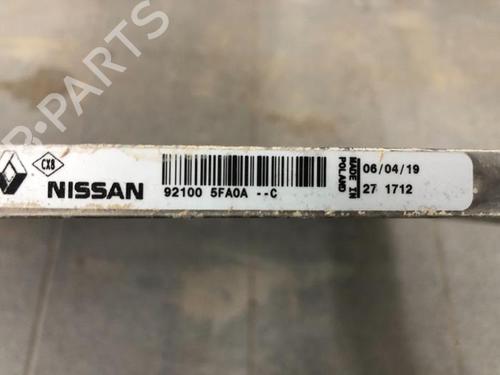 B-PARTS
CX8
NISSAN
92100 5FA0A --C
MADE IN
POLAND
06/04/19
27 1712